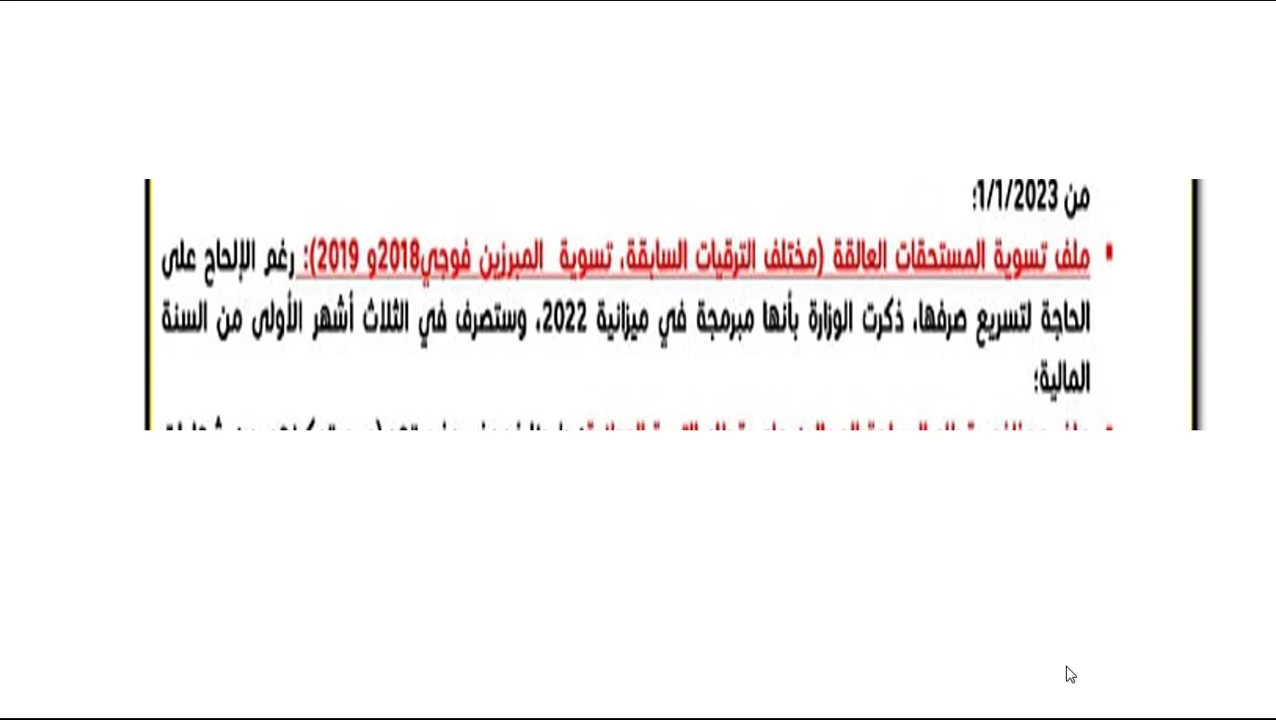 من 1/1/2023؛
▪ ملف تسوية المستحقات العالقة (مختلف الترقيات السابقة، تسوية المبرزين فوجي2018و 2019): رغم الإلحاح على
الحاجة لتسريع صرفها، ذكرت الوزارة بأنها مبرمجة في ميزانية 2022، وستصرف في الثلاث أشهر الأولى من السنة
المالية؛